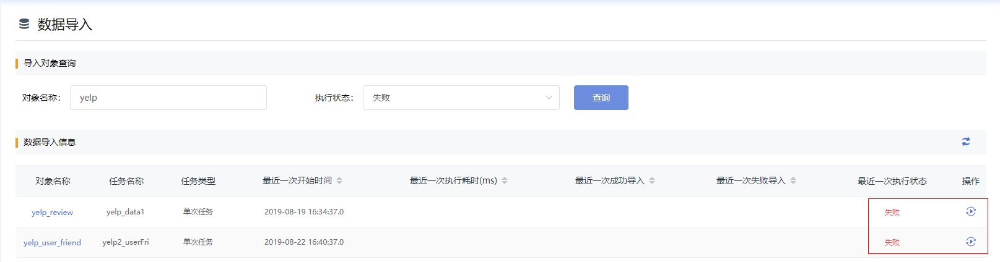 数据导入
导入对象查询
对象名称： yelp 执行状态： 失败 查询
数据导入信息
对象名称 任务名称 任务类型 最近一次开始时间 最近一次执行耗时(ms) 最近一次成功导入 最近一次失败导入 最近一次执行状态 操作
yelp_review yelp_data1 单次任务 2019-08-19 16:34:37.0 失败
yelp_user_friend yelp2_userFri 单次任务 2019-08-22 16:40:37.0 失败